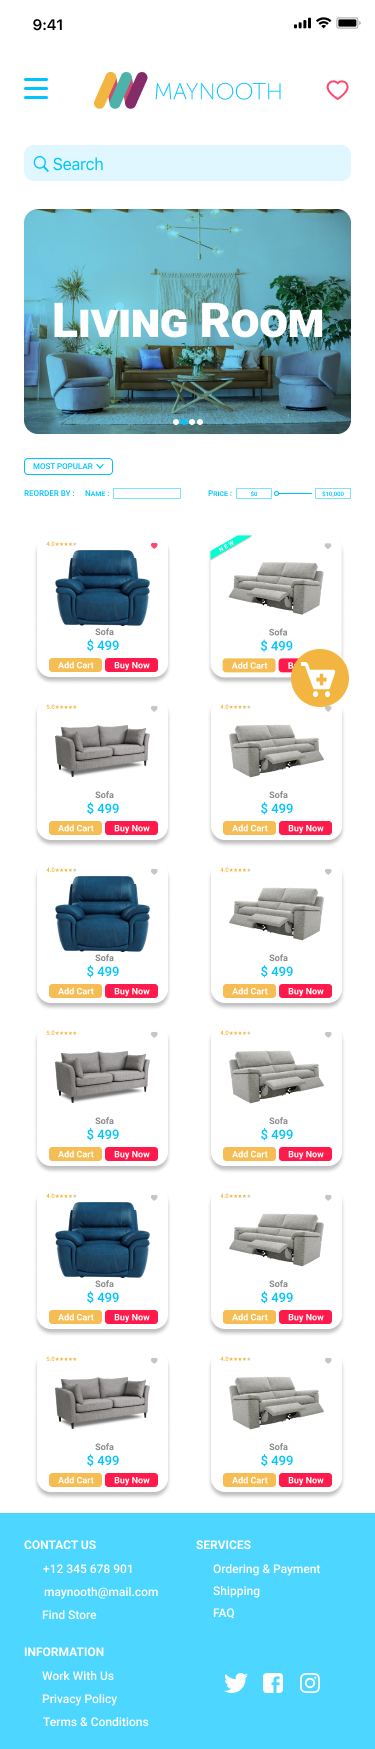 9:41
MAYNOOTH
Search
LIVING ROOM
MOST POPULAR
REORDER BY : NAME : PRICE : $0 $10,000
4.0
NEW
Sofa
Sofa
$ 499
$ 499
Add Cart Buy Now
Add Cart B
5.0
4.0
Sofa
Sofa
$ 499
$ 499
Add Cart Buy Now
Add Cart Buy Now
4.0
4.0
Sofa
Sofa
$ 499
$ 499
Add Cart Buy Now
Add Cart Buy Now
5.0
4.0
Sofa
Sofa
$ 499
$ 499
Add Cart Buy Now
Add Cart Buy Now
4.0
4.0
Sofa
Sofa
$ 499
$ 499
Add Cart Buy Now
Add Cart Buy Now
5.0
4.0
Sofa
Sofa
$ 499
$ 499
Add Cart Buy Now
Add Cart Buy Now
CONTACT US
+12 345 678 901
maynooth@mail.com
Find Store
SERVICES
Ordering & Payment
Shipping
FAQ
INFORMATION
Work With Us
Privacy Policy
Terms & Conditions